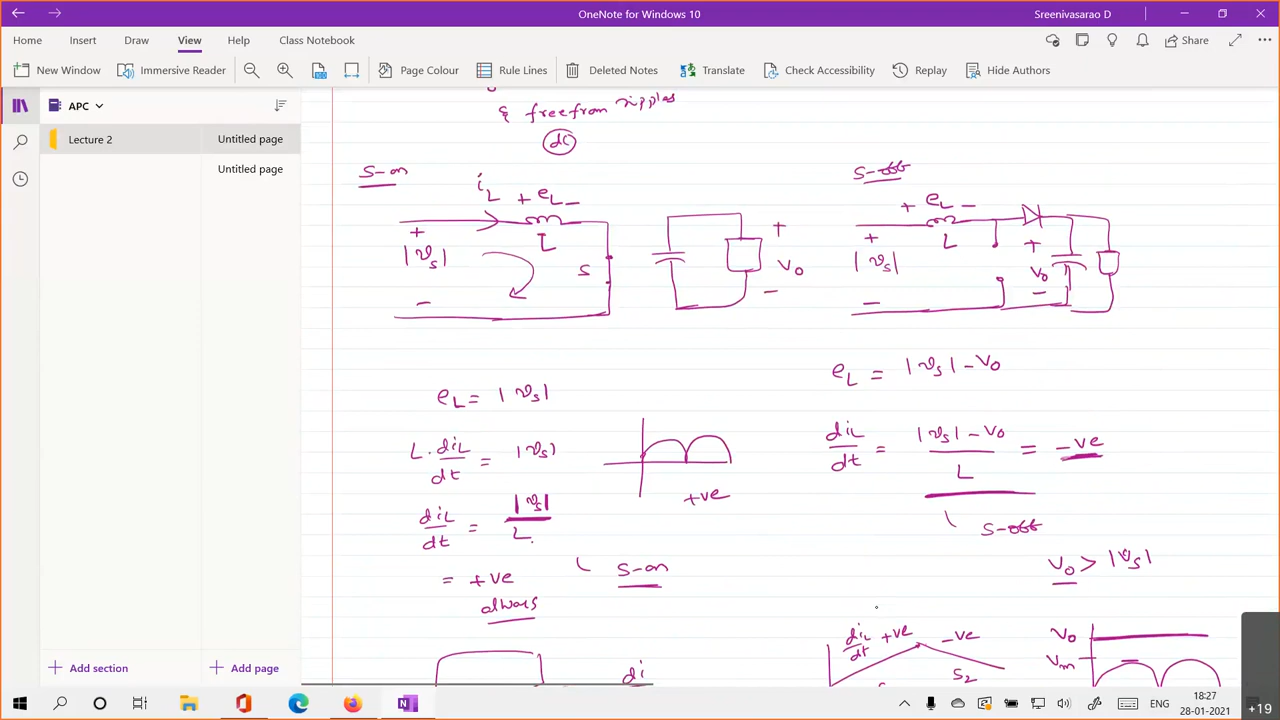 OneNote for Windows 10
Sreenivasarao D
Home Insert Draw View Help Class Notebook
Share
New Window Immersive Reader Page Colour Rule Lines Deleted Notes Translate Check Accessibility Replay Hide Authors
APC
Lecture 2
Untitled page
Untitled page
& free from ripples
di
S-on
iL + eL -
L
+
|vs|
-
S
+
Vo
-
S-off
+ eL -
L
+
|vs|
-
+
Vo
-
eL = |vs|
L. diL/dt = |vs|
diL/dt = |vs|/L.
= +ve
always
S-on
+ve
eL = |vs| - Vo
diL/dt = |vs| - Vo / L = -ve
S-off
Vo > |vs|
diL/dt +ve
-ve
S2
Vo
Vm
di
Add section
Add page
ENG
18:27
28-01-2021
+19